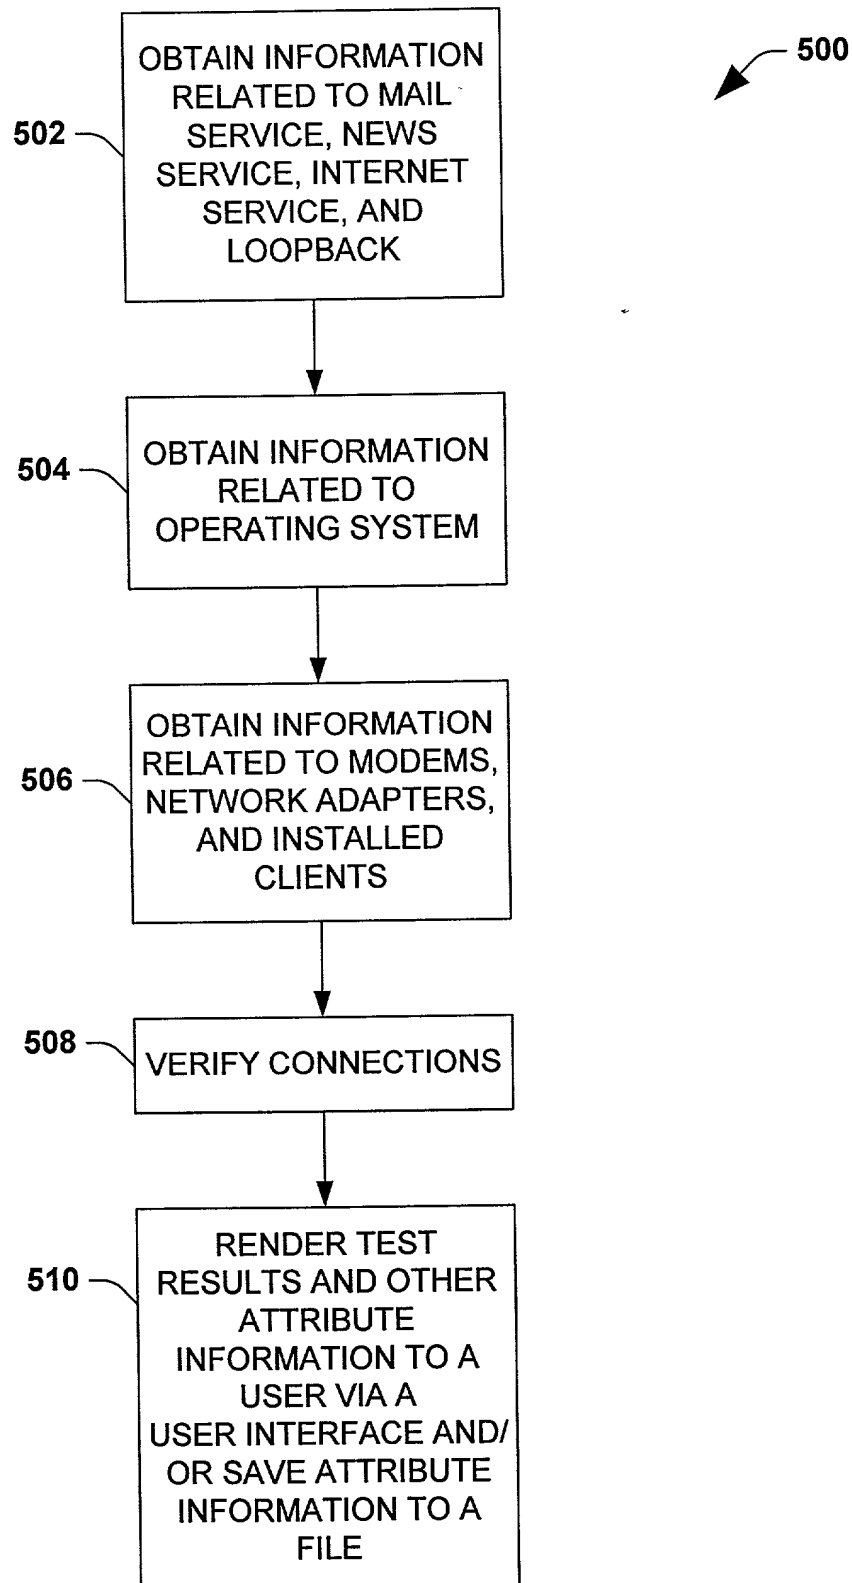 500
502
OBTAIN INFORMATION
RELATED TO MAIL
SERVICE, NEWS
SERVICE, INTERNET
SERVICE, AND
LOOPBACK
504
OBTAIN INFORMATION
RELATED TO
OPERATING SYSTEM
506
OBTAIN INFORMATION
RELATED TO MODEMS,
NETWORK ADAPTERS,
AND INSTALLED
CLIENTS
508
VERIFY CONNECTIONS
510
RENDER TEST
RESULTS AND OTHER
ATTRIBUTE
INFORMATION TO A
USER VIA A
USER INTERFACE AND/
OR SAVE ATTRIBUTE
INFORMATION TO A
FILE